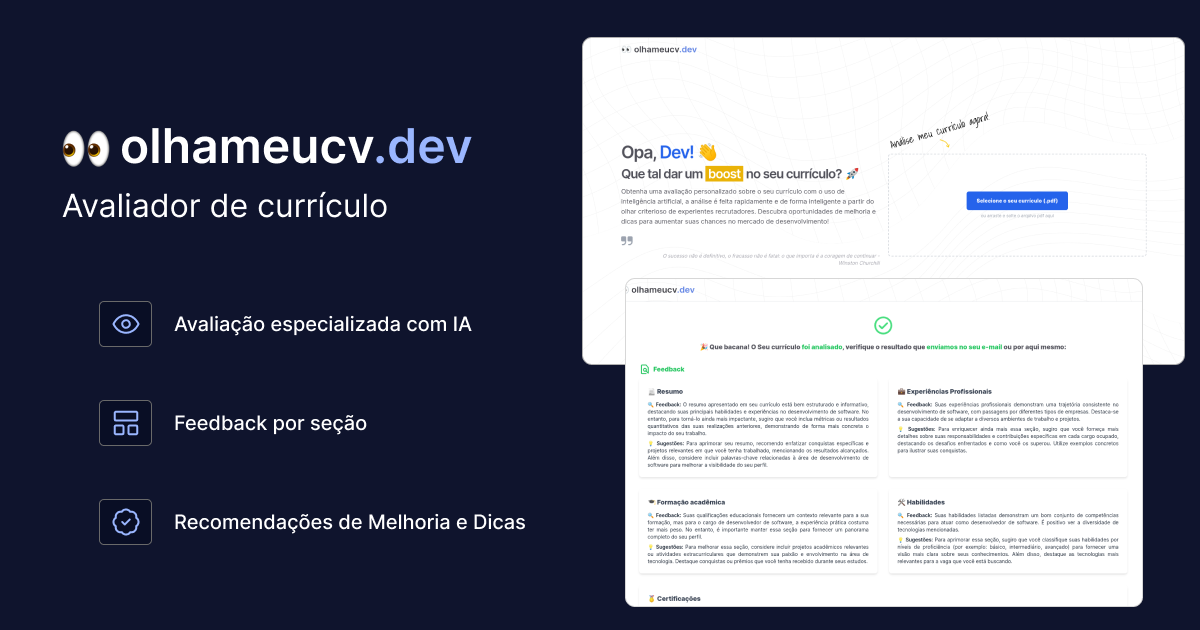 olhameucv.dev
Avaliador de currículo
Avaliação especializada com IA
Feedback por seção
Recomendações de Melhoria e Dicas
olhameucv.dev
Opa, Dev!
Que tal dar um boost no seu currículo?
Obtenha uma avaliação personalizado sobre o seu currículo com o uso de
inteligência artificial, a análise é feita rapidamente e de forma inteligente a partir do
olhar criterioso de experientes recrutadores. Descubra oportunidades de melhoria e
dicas para aumentar suas chances no mercado de desenvolvimento!
O sucesso não é definitivo, o fracasso não é fatal: o que importa é a coragem de continuar -
Winston Churchill
Análise meu currículo agora!
Selecione o seu currículo (.pdf)
ou arraste e solte o arquivo pdf aqui
olhameucv.dev
Que bacana! O Seu currículo foi analisado, verifique o resultado que enviamos no seu e-mail ou por aqui mesmo:
Feedback
Resumo
Feedback: O resumo apresentado em seu currículo está bem estruturado e informativo,
destacando suas principais habilidades e experiências no desenvolvimento de software. No
entanto, para torná-lo ainda mais impactante, sugiro que você inclua métricas ou resultados
quantitativos das suas realizações anteriores, demonstrando de forma mais concreta o
impacto do seu trabalho.
Sugestões: Para aprimorar seu resumo, recomendo enfatizar conquistas específicas e
projetos relevantes em que você tenha trabalhado, mencionando os resultados alcançados.
Além disso, considere incluir palavras-chave relacionadas à área de desenvolvimento de
software para melhorar a visibilidade do seu perfil.
Experiências Profissionais
Feedback: Suas experiências profissionais demonstram uma trajetória consistente no
desenvolvimento de software, com passagens por diferentes tipos de empresas. Destaca-se
a sua capacidade de se adaptar a diversos ambientes de trabalho e projetos.
Sugestões: Para enriquecer ainda mais essa seção, sugiro que você forneça mais
detalhes sobre suas responsabilidades e contribuições específicas em cada cargo ocupado,
destacando os desafios enfrentados e como você os superou. Utilize exemplos concretos
para ilustrar suas conquistas.
Formação acadêmica
Feedback: Suas qualificações educacionais fornecem um contexto relevante para a sua
formação, mas para o cargo de desenvolvedor de software, a experiência prática costuma
ter mais peso. No entanto, é importante manter essa seção para fornecer um panorama
completo do seu perfil.
Sugestões: Para melhorar essa seção, considere incluir projetos acadêmicos relevantes
ou atividades extracurriculares que demonstrem sua paixão e envolvimento na área de
tecnologia. Destaque conquistas ou prêmios que você tenha recebido durante seus estudos.
Habilidades
Feedback: Suas habilidades listadas demonstram um bom conjunto de competências
necessárias para atuar como desenvolvedor de software. É positivo ver a diversidade de
tecnologias mencionadas.
Sugestões: Para aprimorar essa seção, sugiro que você classifique suas habilidades por
níveis de proficiência (por exemplo: básico, intermediário, avançado) para fornecer uma
visão mais clara sobre seus conhecimentos. Além disso, destaque as tecnologias mais
relevantes para a vaga que você está buscando.
Certificações